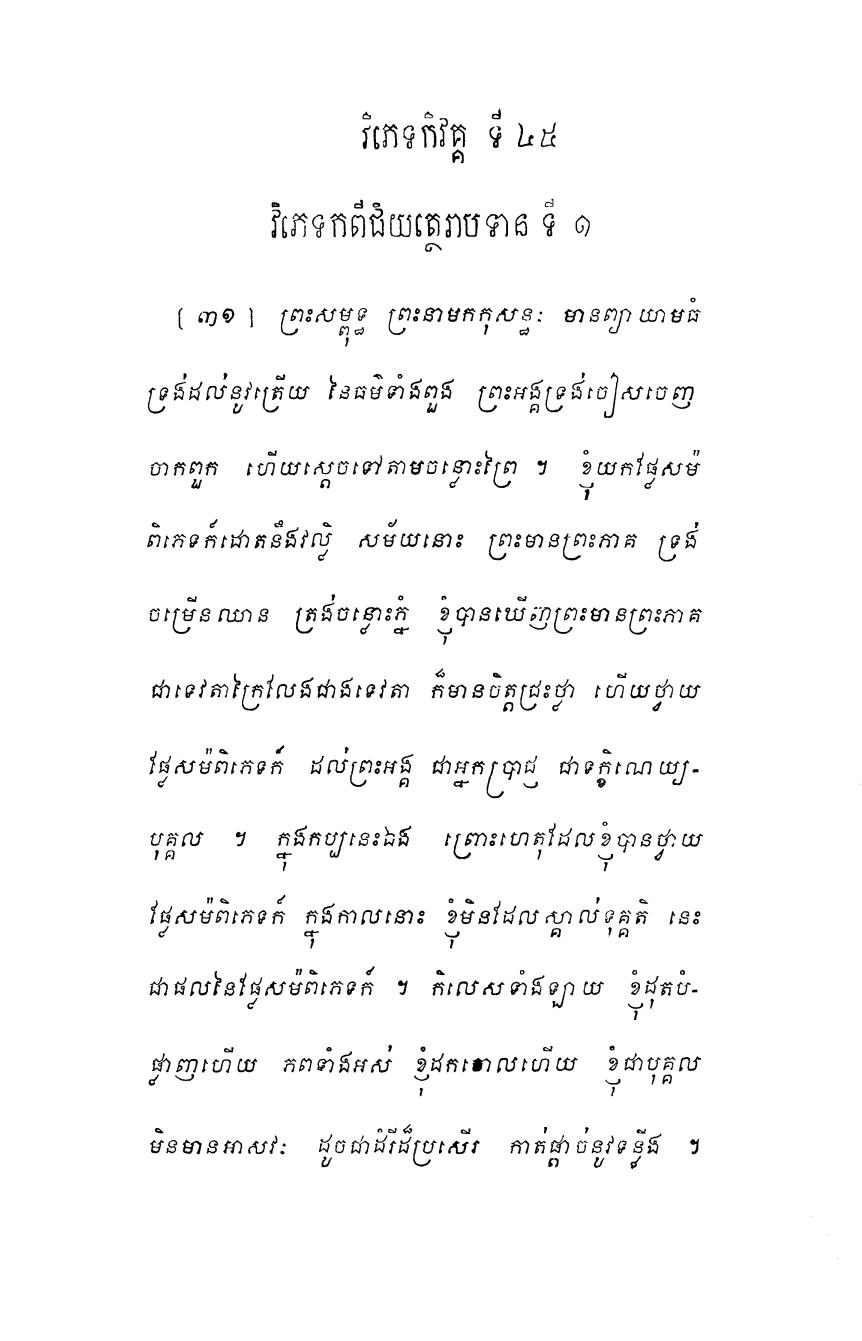 វិភេទកិវគ្គ ទី ៤៥
វិភេទកពីជិយត្ថេរាបទាន ទី ១
[ ៣១ ] ព្រះសម្ពុទ្ធ ព្រះនាមកកុសន្ធៈ មានព្យាយាមធំ
ទ្រង់ដល់នូវត្រើយ នៃធម៌ទាំងពួង ព្រះអង្គទ្រង់ចៀសចេញ
ចាកពួក ហើយស្តេចទៅតាមចន្លោះព្រៃ ។ ខ្ញុំយកផ្លែសម៉
ពិភេទក៍ដោតនឹងវល្លិ៍ សម័យនោះ ព្រះមានព្រះភាគ ទ្រង់
ចម្រើនឈាន ត្រង់ចន្លោះភ្នំ ខ្ញុំបានឃើញព្រះមានព្រះភាគ
ជាទេវតាក្រៃលែងជាងទេវតា ក៏មានចិត្តជ្រះថ្លា ហើយថ្វាយ
ផ្លែសម៉ពិភេទក៍ ដល់ព្រះអង្គ ជាអ្នកប្រាជ្ញ ជាទក្ខិណេយ្យ-
បុគ្គល ។ ក្នុងកប្បនេះឯង ព្រោះហេតុដែលខ្ញុំបានថ្វាយ
ផ្លែសម៉ពិភេទក៍ ក្នុងកាលនោះ ខ្ញុំមិនដែលស្គាល់ទុគ្គតិ នេះ
ជាផលនៃផ្លែសម៉ពិភេទក៍ ។ កិលេសទាំងឡាយ ខ្ញុំដុតបំ-
ផ្លាញហើយ ភពទាំងអស់ ខ្ញុំដកចោលហើយ ខ្ញុំជាបុគ្គល
មិនមានអាសវៈ ដូចជាដំរីដ៏ប្រសើរ កាត់ផ្តាច់នូវទន្លីង ។